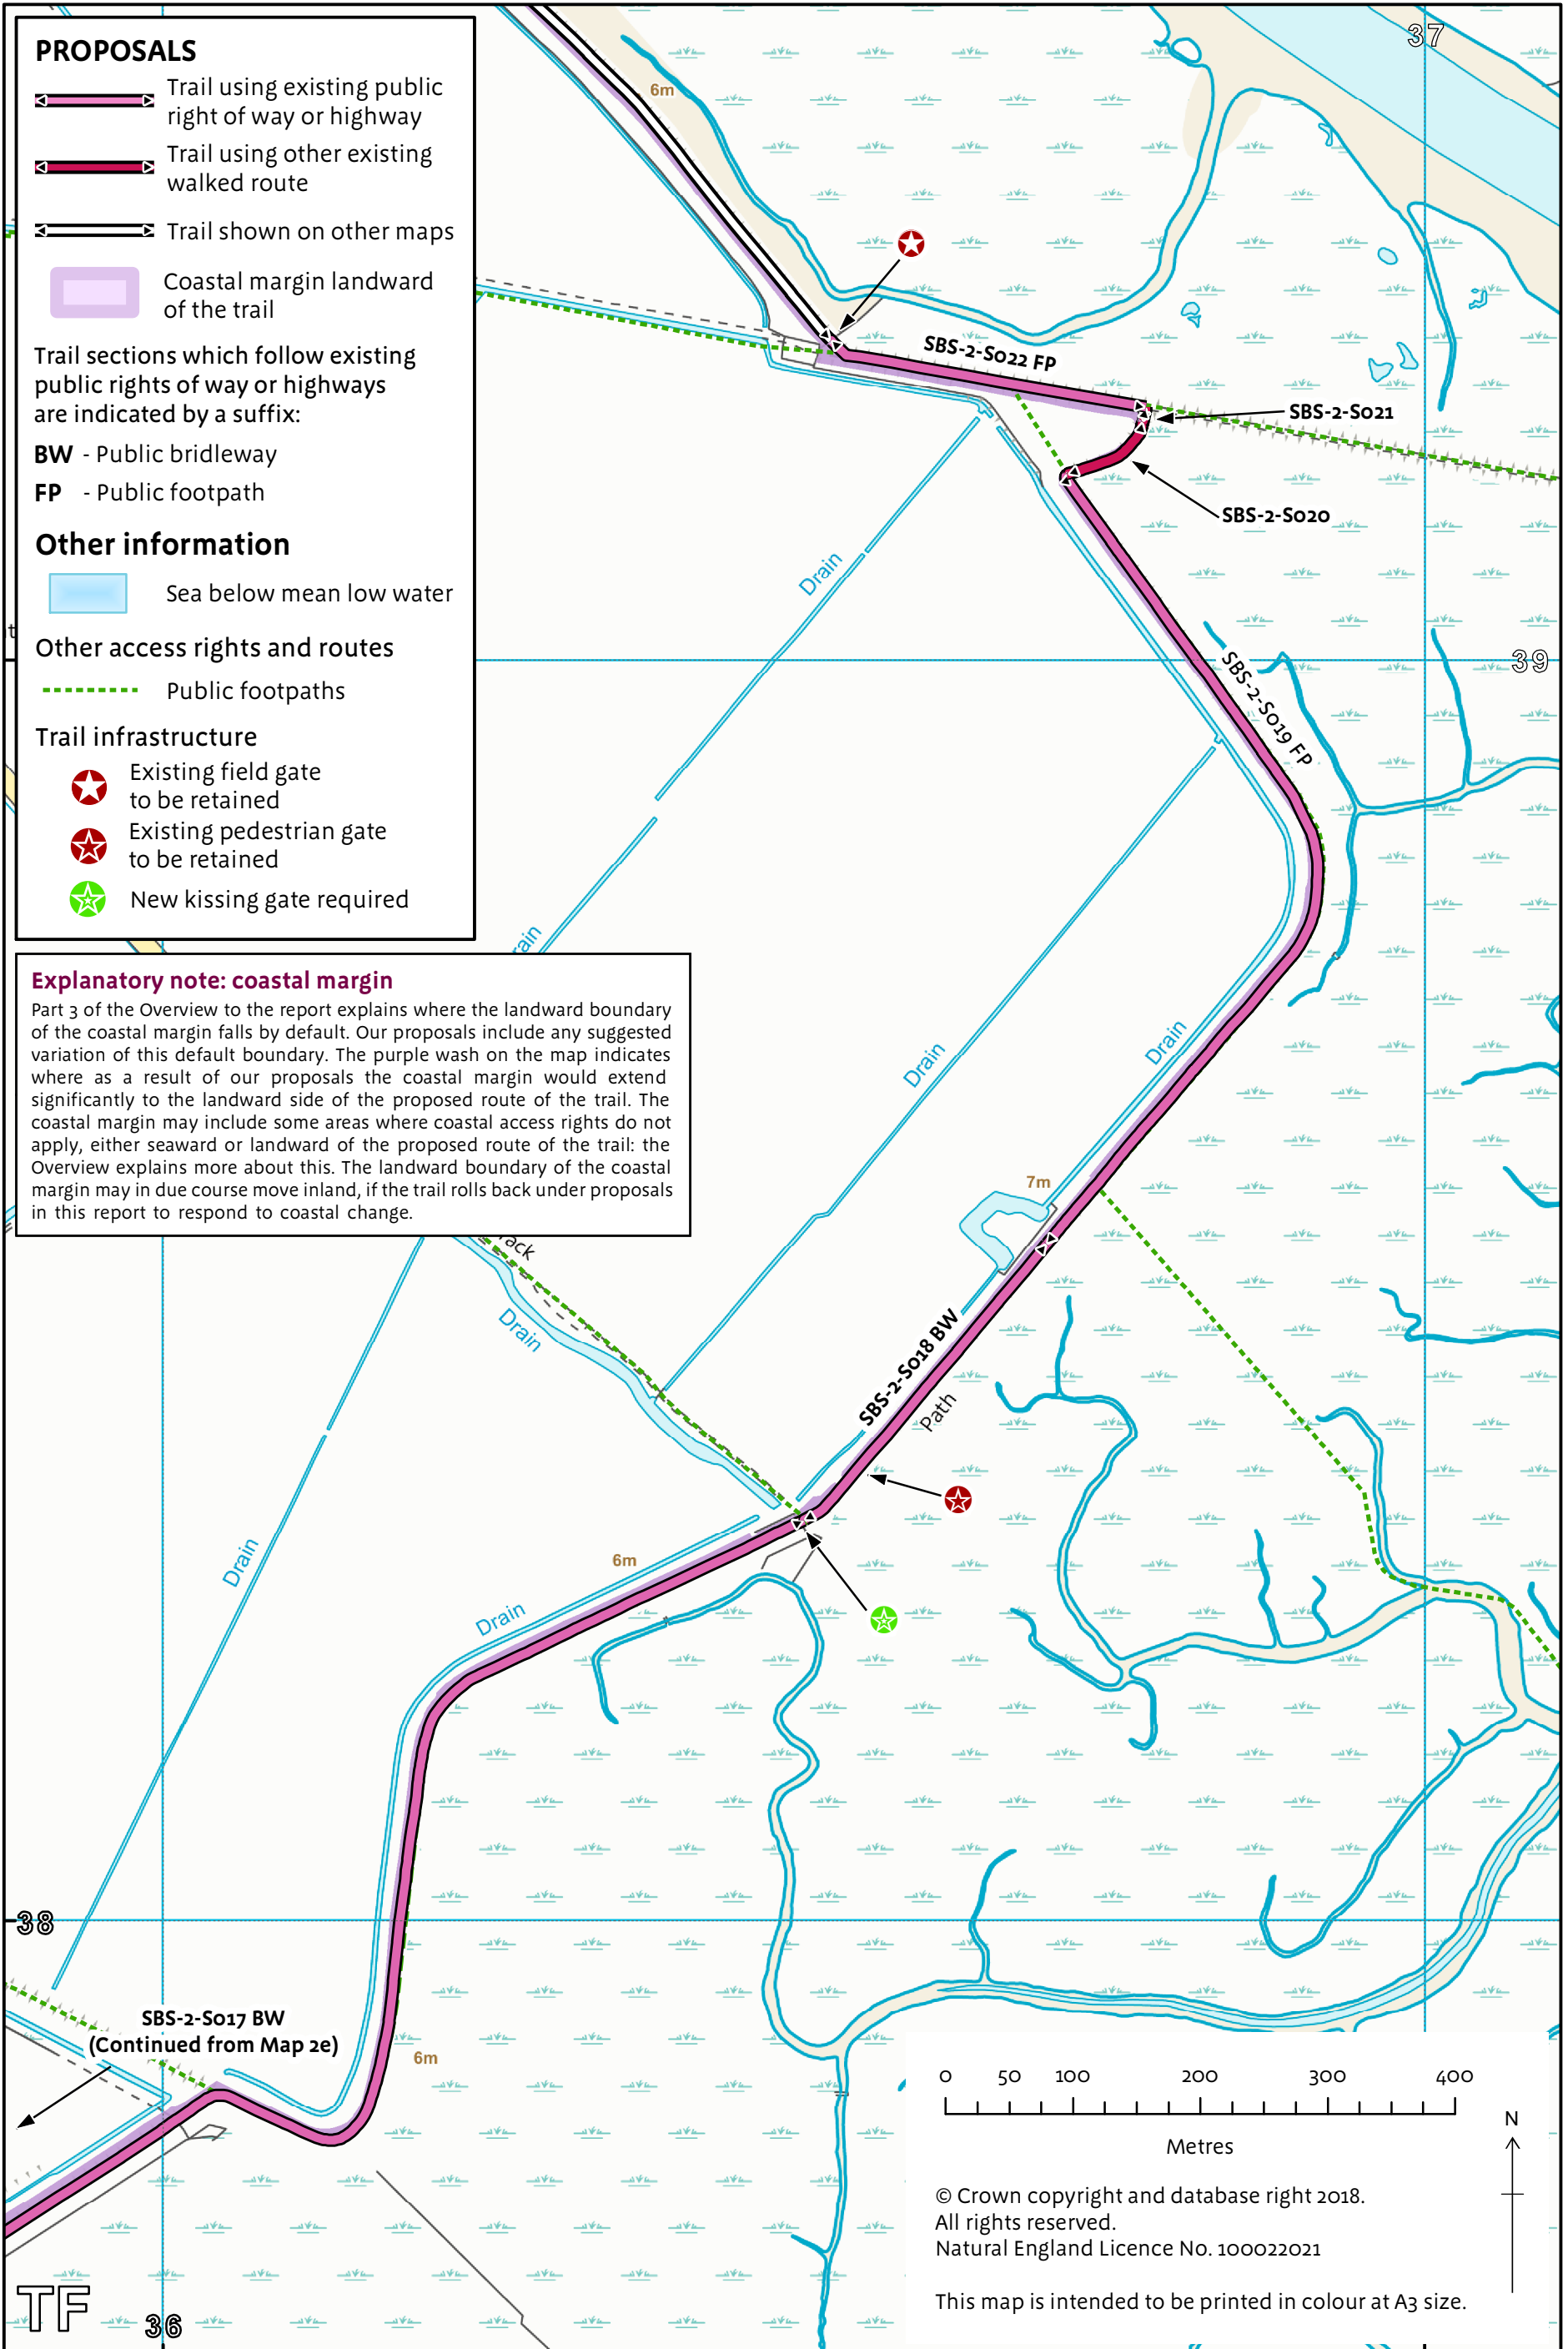 PROPOSALS
Trail using existing public
right of way or highway
Trail using other existing
walked route
Trail shown on other maps
Coastal margin landward
of the trail
Trail sections which follow existing
public rights of way or highways
are indicated by a suffix:
BW - Public bridleway
FP - Public footpath
Other information
Sea below mean low water
Other access rights and routes
Public footpaths
Trail infrastructure
Existing field gate
to be retained
Existing pedestrian gate
to be retained
New kissing gate required
Explanatory note: coastal margin
Part 3 of the Overview to the report explains where the landward boundary
of the coastal margin falls by default. Our proposals include any suggested
variation of this default boundary. The purple wash on the map indicates
where as a result of our proposals the coastal margin would extend
significantly to the landward side of the proposed route of the trail. The
coastal margin may include some areas where coastal access rights do not
apply, either seaward or landward of the proposed route of the trail: the
Overview explains more about this. The landward boundary of the coastal
margin may in due course move inland, if the trail rolls back under proposals
in this report to respond to coastal change.
37
6m
SBS-2-S022 FP
SBS-2-S021
SBS-2-S020
Drain
39
SBS-2-S019 FP
rain
Drain
Drain
7m
ack
Drain
SBS-2-S018 BW
Path
6m
Drain
Drain
38
SBS-2-S017 BW
(Continued from Map 2e)
6m
TF
36
0 50 100 200 300 400
Metres
N
© Crown copyright and database right 2018.
All rights reserved.
Natural England Licence No. 100022021
This map is intended to be printed in colour at A3 size.